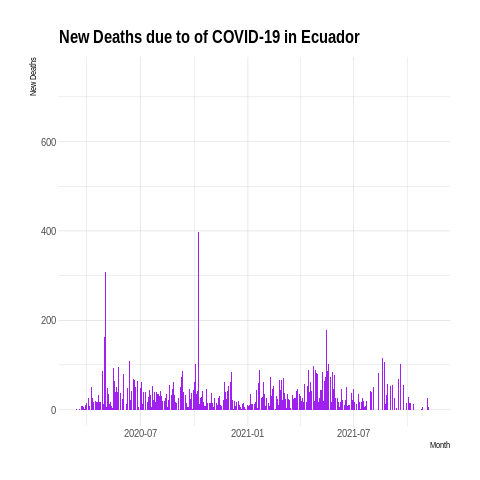 New Deaths due to of COVID-19 in Ecuador
New Deaths
600
400
200
0
2020-07
2021-01
2021-07
Month